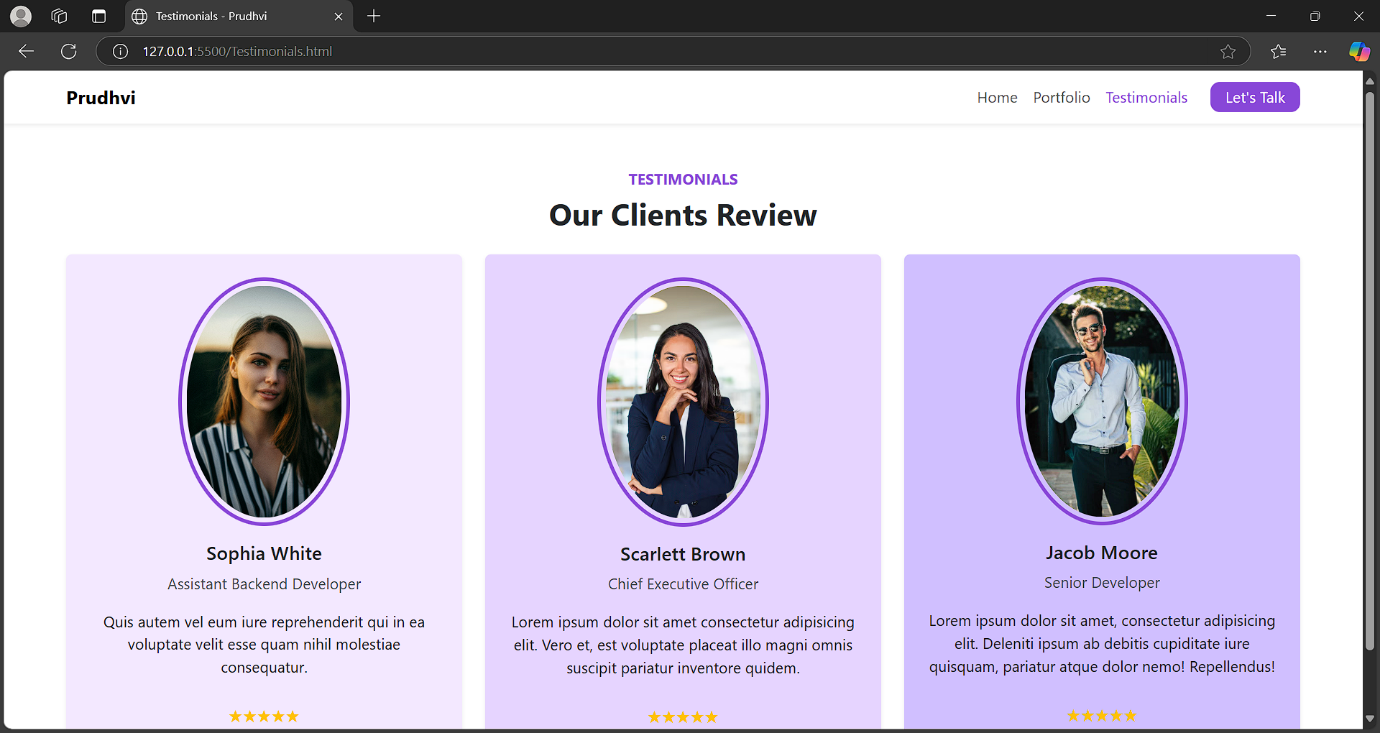 Testimonials - Prudhvi
127.0.0.1:5500/Testimonials.html
Prudhvi
Home Portfolio Testimonials Let's Talk
TESTIMONIALS
Our Clients Review
Sophia White
Assistant Backend Developer
Quis autem vel eum iure reprehenderit qui in ea
voluptate velit esse quam nihil molestiae
consequatur.
Scarlett Brown
Chief Executive Officer
Lorem ipsum dolor sit amet consectetur adipisicing
elit. Vero et, est voluptate placeat illo magni omnis
suscipit pariatur inventore quidem.
Jacob Moore
Senior Developer
Lorem ipsum dolor sit amet, consectetur adipisicing
elit. Deleniti ipsum ab debitis cupiditate iure
quisquam, pariatur atque dolor nemo! Repellendus!